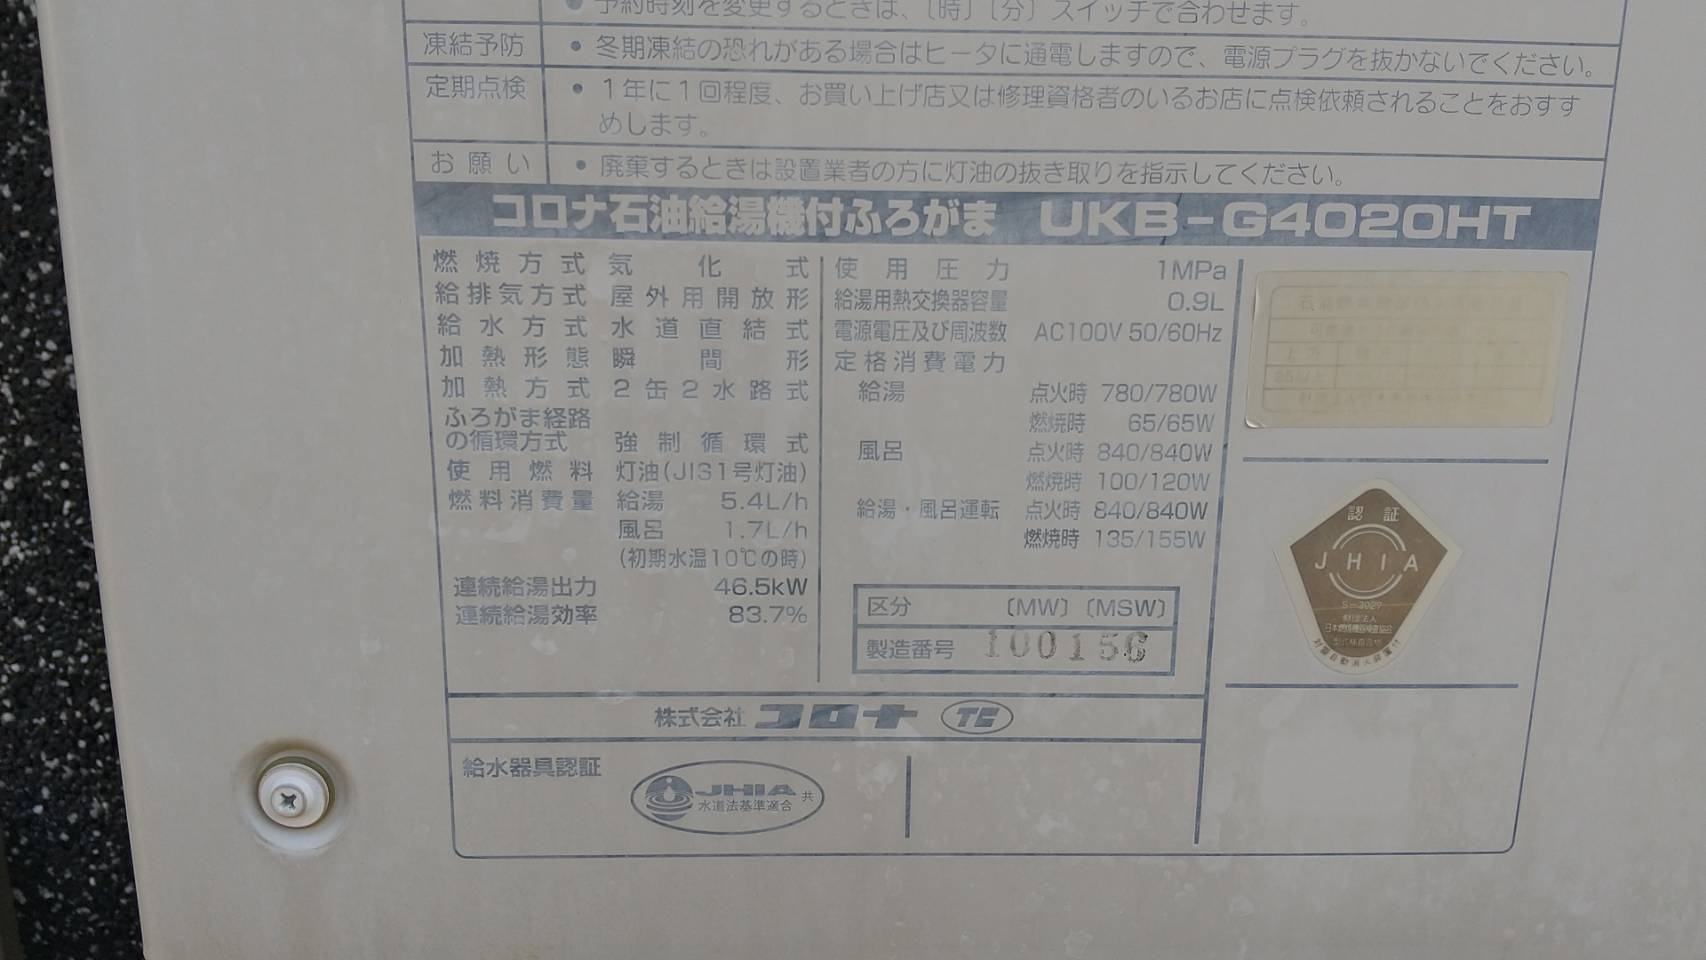 予約時刻を変更するときは、〔時〕〔分〕スイッチで合わせます。
凍結予防 ● 冬期凍結の恐れがある場合はヒータに通電しますので、電源プラグを抜かないでください。
定期点検 ● 1年に1回程度、お買い上げ店又は修理資格者のいるお店に点検依頼されることをおすす
めします。
お願い ● 廃棄するときは設置業者の方に灯油の抜き取りを指示してください。
コロナ石油給湯機付ふろがま UKB-G4020HT
燃焼方式 気化式
給排気方式 屋外用開放形
給水方式 水道直結式
加熱形態 瞬間形
加熱方式 2缶2水路式
ふろがま経路
の循環方式 強制循環式
使用燃料 灯油(JIS1号灯油)
燃料消費量 給湯 5.4L/h
風呂 1.7L/h
(初期水温10℃の時)
連続給湯出力 46.5kW
連続給湯効率 83.7%
使用圧力 1MPa
給湯用熱交換器容量 0.9L
電源電圧及び周波数 AC100V 50/60Hz
定格消費電力
給湯 点火時 780/780W
燃焼時 65/65W
風呂 点火時 840/840W
燃焼時 100/120W
給湯・風呂運転 点火時 840/840W
燃焼時 135/155W
区分 〔MW〕〔MSW〕
製造番号 100156
認証
JHIA
財団法人
日本燃焼機器検査協会
株式会社 コロナ TC
給水器具認証
JHIA 共
水道法基準適合